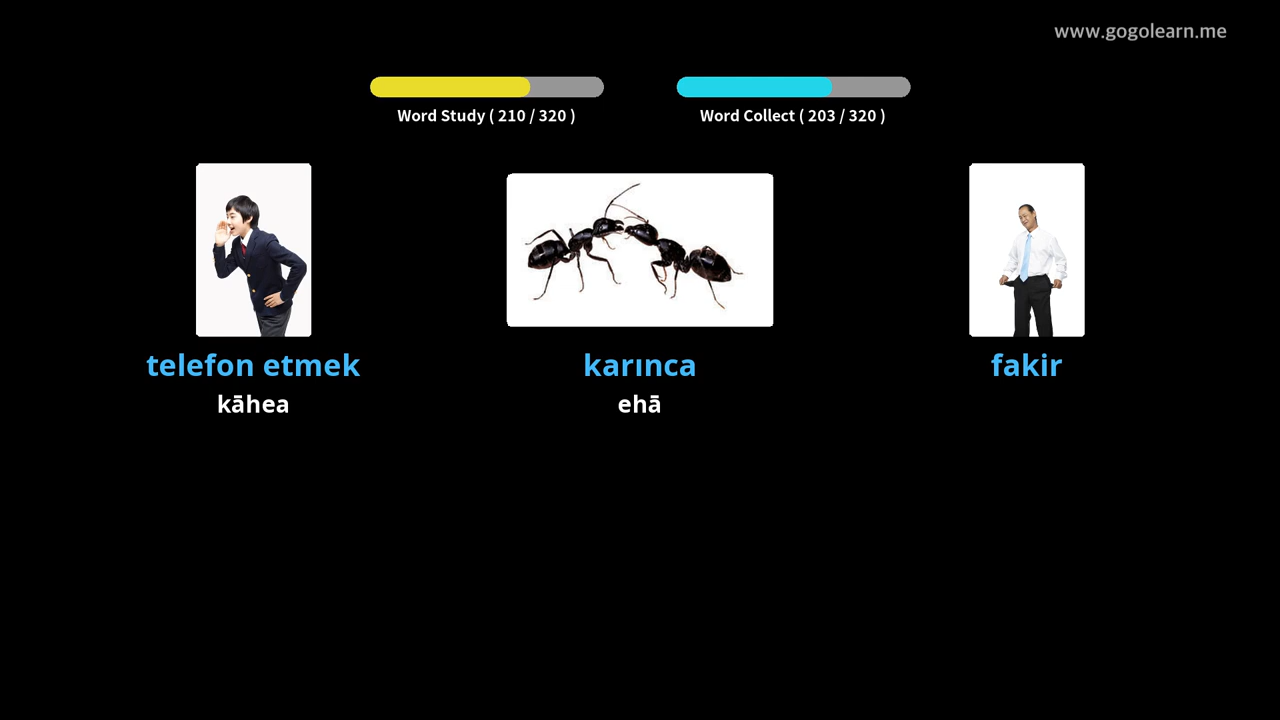 www.gogolearn.me
Word Study ( 210 / 320 )
Word Collect ( 203 / 320 )
telefon etmek
kāhea
karınca
ehā
fakir